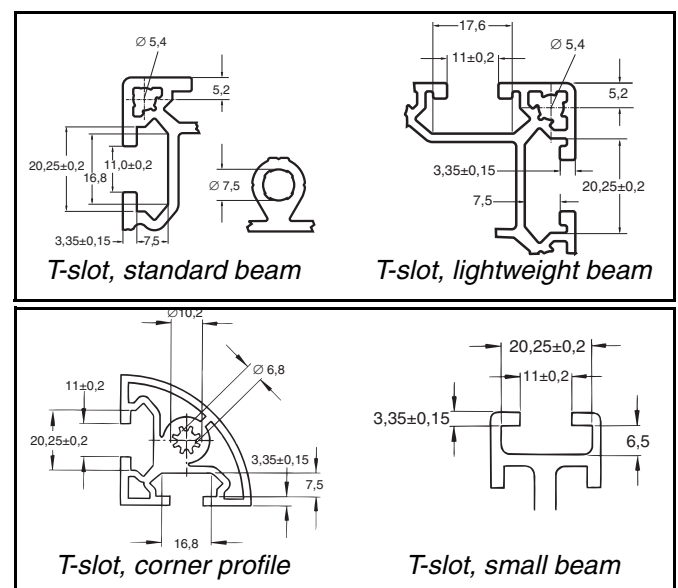 Ø 5,4
5,2
20,25±0,2
16,8
11,0±0,2
Ø 7,5
3,35±0,15
7,5
T-slot, standard beam
17,6
11±0,2
Ø 5,4
5,2
3,35±0,15
20,25±0,2
7,5
T-slot, lightweight beam
Ø10,2
Ø 6,8
11±0,2
20,25±0,2
3,35±0,15
7,5
16,8
T-slot, corner profile
20,25±0,2
11±0,2
3,35±0,15
6,5
T-slot, small beam